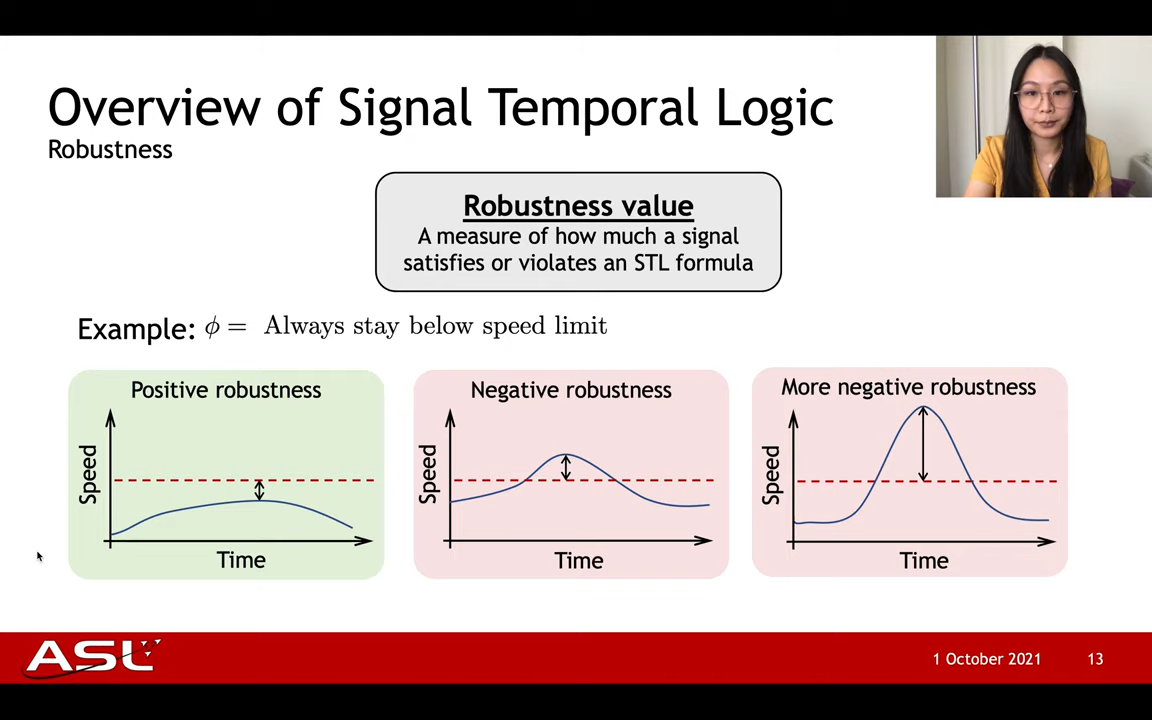 Overview of Signal Temporal Logic
Robustness
Robustness value
A measure of how much a signal
satisfies or violates an STL formula
Example: ϕ = Always stay below speed limit
Positive robustness
Speed
Time
Negative robustness
Speed
Time
More negative robustness
Speed
Time
ASL
1 October 2021
13